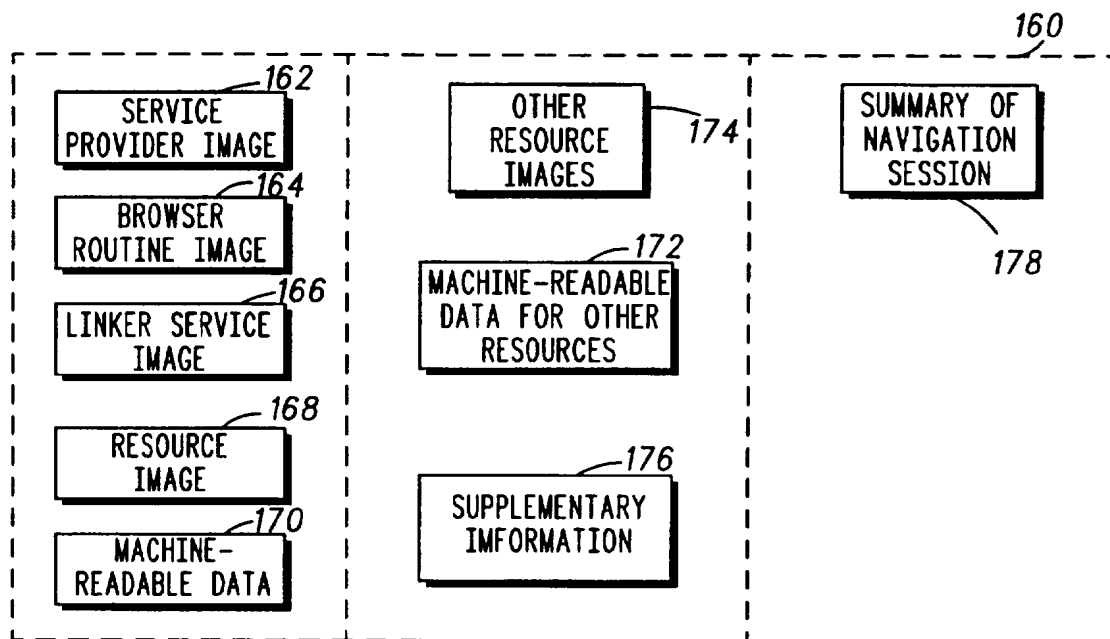 160
162
SERVICE
PROVIDER IMAGE
164
BROWSER
ROUTINE IMAGE
166
LINKER SERVICE
IMAGE
168
RESOURCE
IMAGE
170
MACHINE-
READABLE DATA
OTHER
RESOURCE
IMAGES
174
172
MACHINE-READABLE
DATA FOR OTHER
RESOURCES
176
SUPPLEMENTARY
IMFORMATION
SUMMARY OF
NAVIGATION
SESSION
178